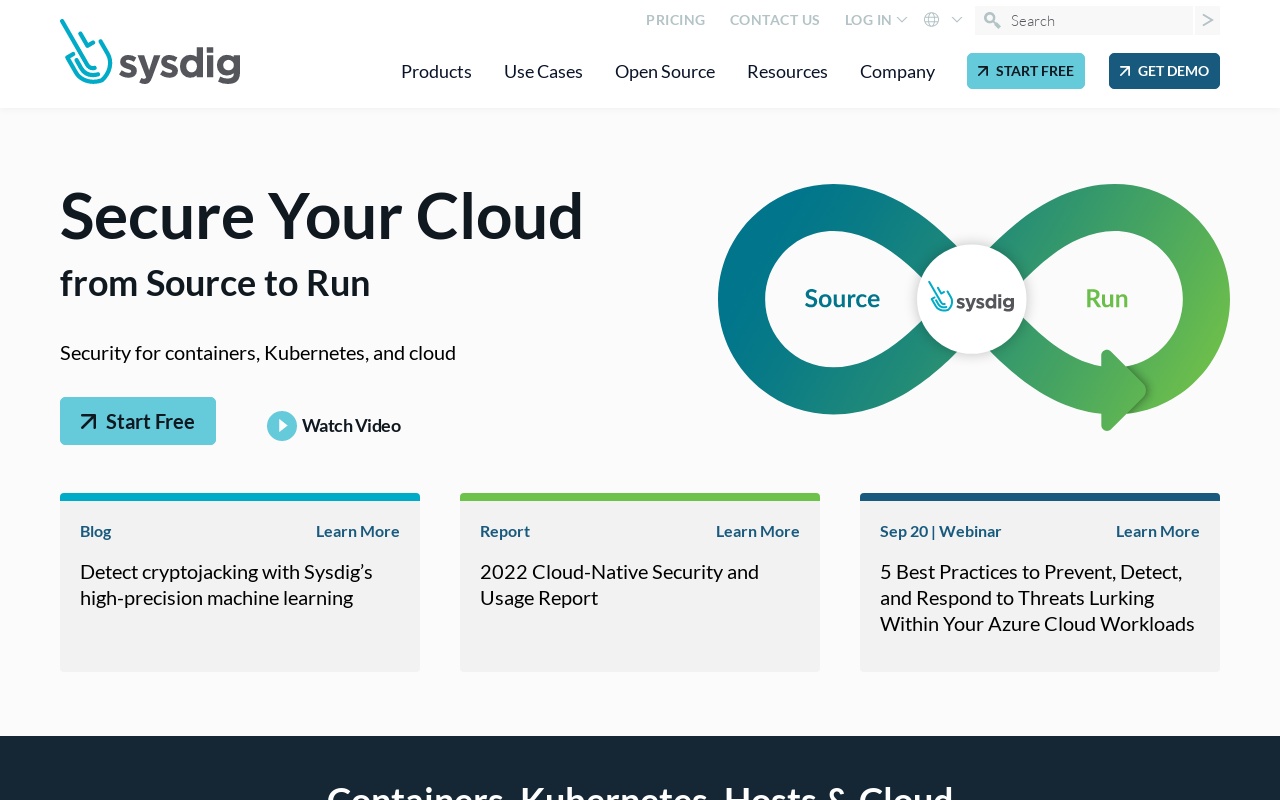 PRICING CONTACT US LOG IN Search >
sysdig
Products Use Cases Open Source Resources Company START FREE GET DEMO
Secure Your Cloud
from Source to Run
Security for containers, Kubernetes, and cloud
Start Free Watch Video
Source sysdig Run
Blog Learn More
Detect cryptojacking with Sysdig’s
high-precision machine learning
Report Learn More
2022 Cloud-Native Security and
Usage Report
Sep 20 | Webinar Learn More
5 Best Practices to Prevent, Detect,
and Respond to Threats Lurking
Within Your Azure Cloud Workloads
Containers, Kubernetes, Hosts & Cloud